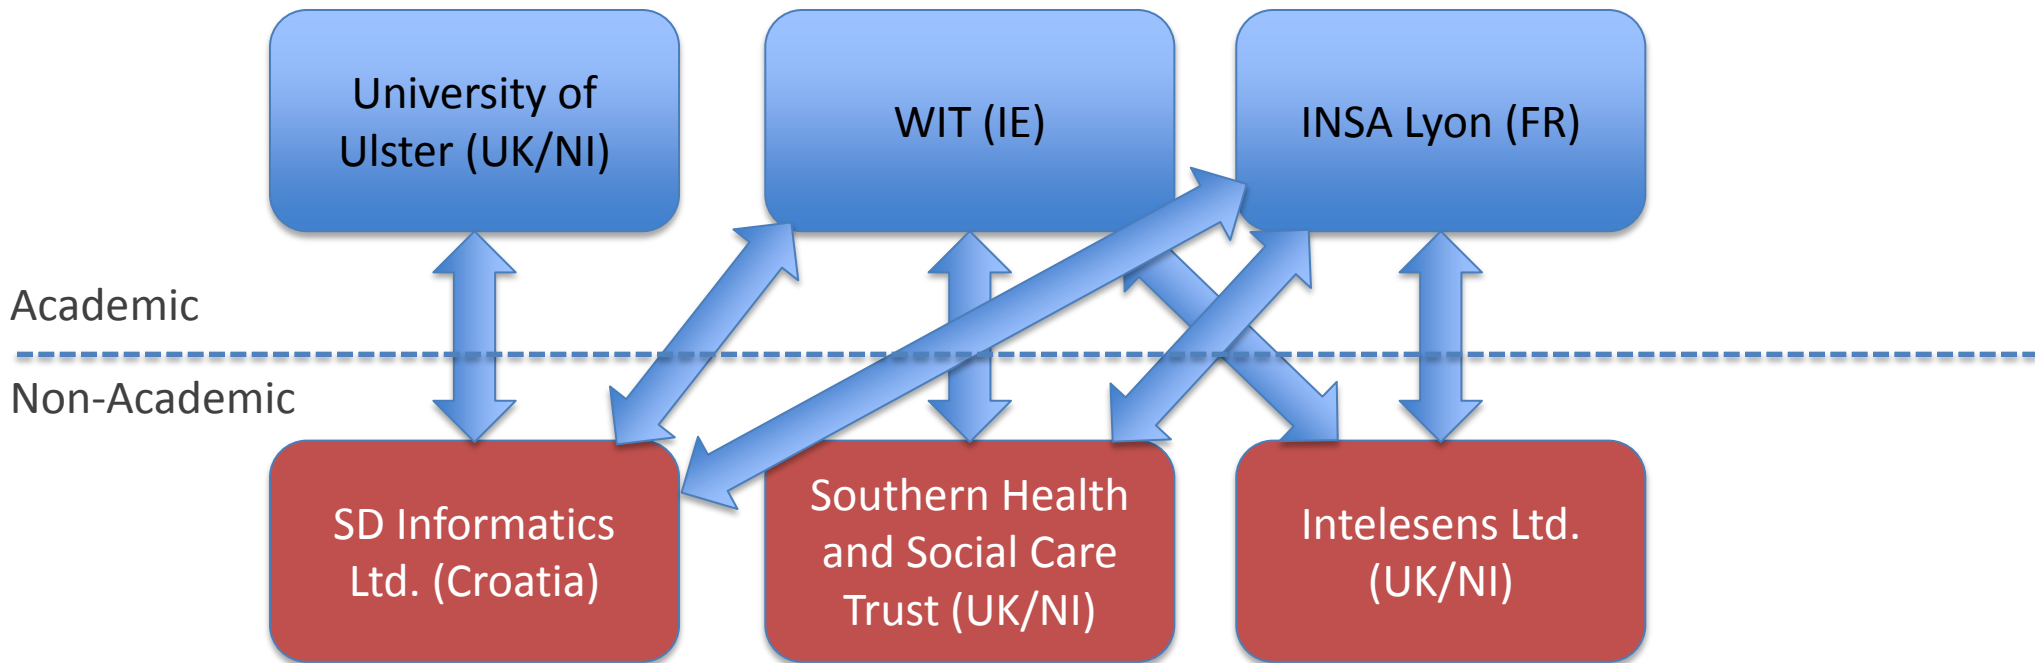 University of
Ulster (UK/NI)
WIT (IE)
INSA Lyon (FR)
Academic
Non-Academic
SD Informatics
Ltd. (Croatia)
Southern Health
and Social Care
Trust (UK/NI)
Intelesens Ltd.
(UK/NI)